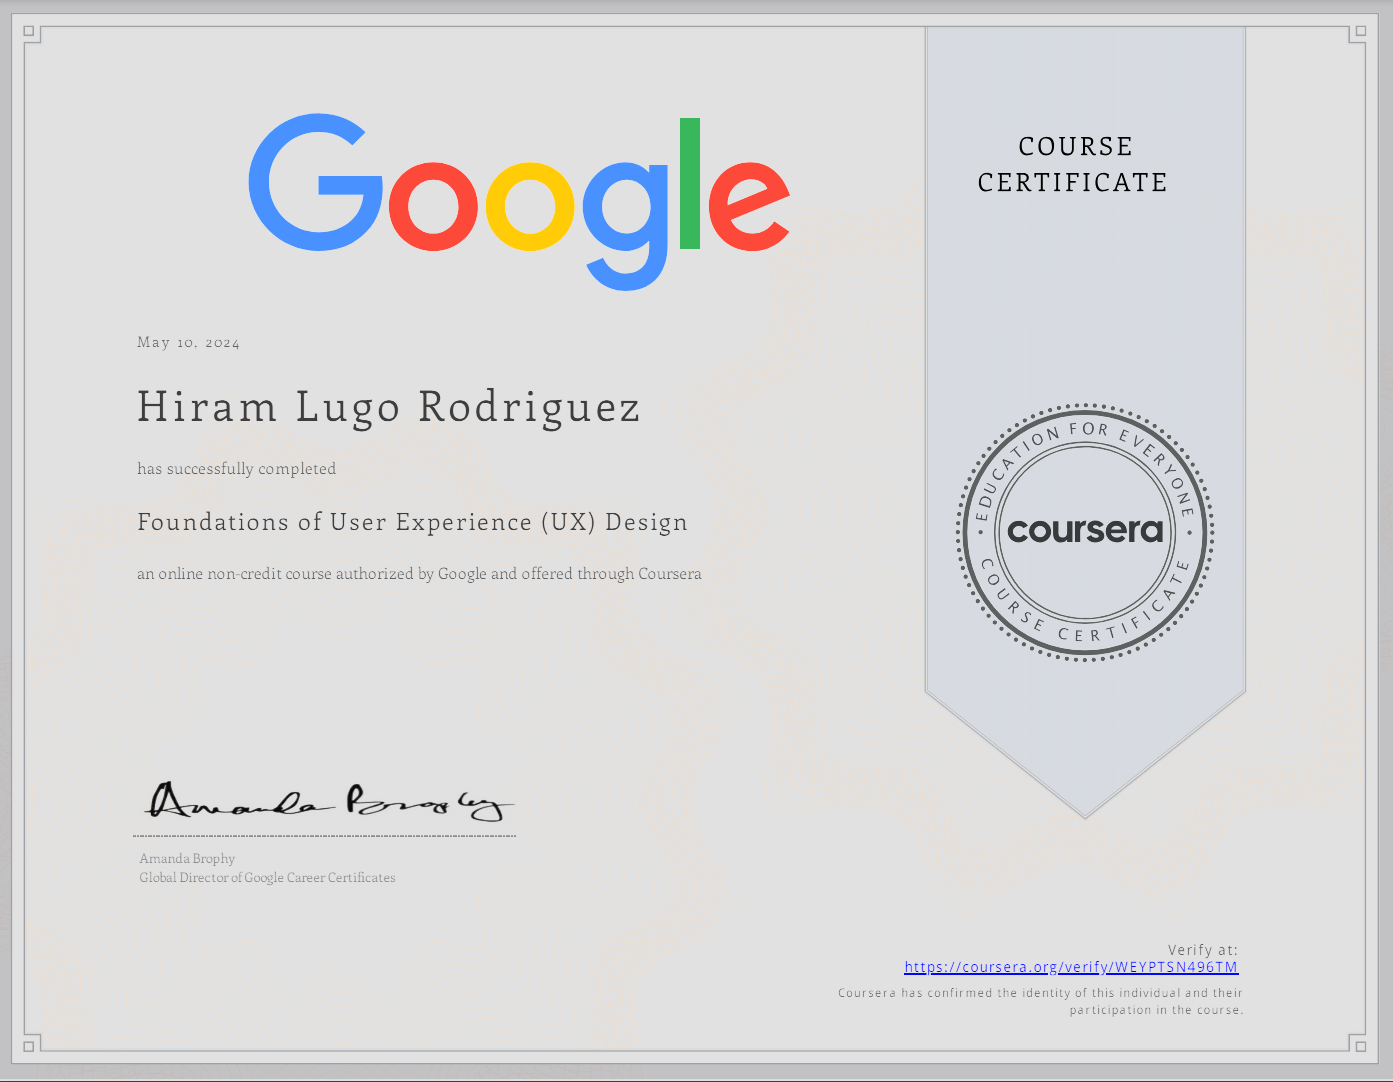 Google
COURSE
CERTIFICATE
May 10, 2024
Hiram Lugo Rodriguez
has successfully completed
Foundations of User Experience (UX) Design
an online non-credit course authorized by Google and offered through Coursera
EDUCATION FOR EVERYONE
coursera
COURSE CERTIFICATE
Amanda Brophy
Amanda Brophy
Global Director of Google Career Certificates
Verify at:
https://coursera.org/verify/WEYPTSN496TM
Coursera has confirmed the identity of this individual and their
participation in the course.